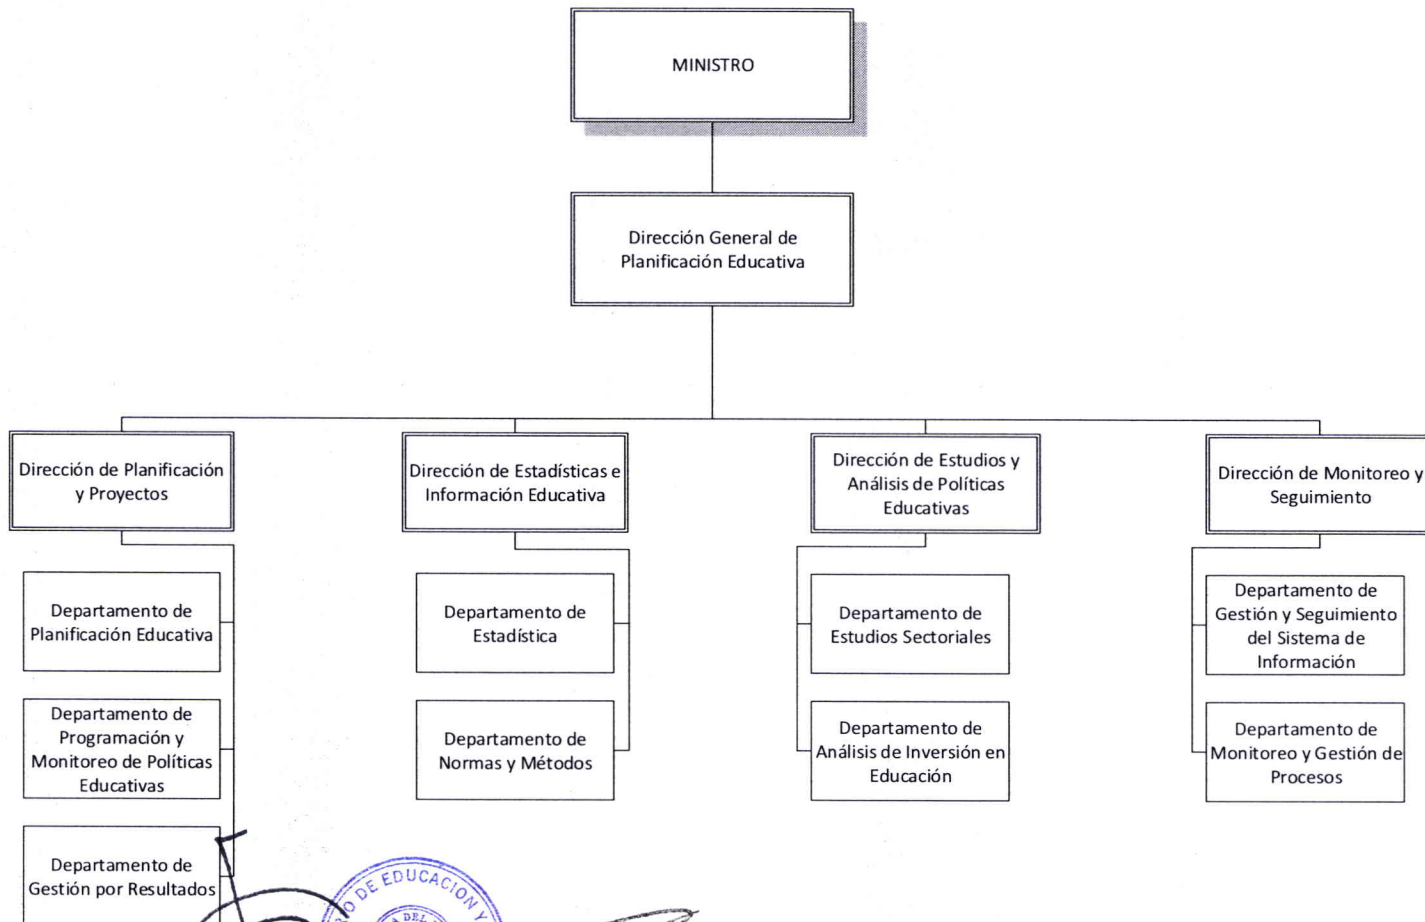 MINISTRO
Dirección General de
Planificación Educativa
Dirección de Planificación
y Proyectos
Dirección de Estadísticas e
Información Educativa
Dirección de Estudios y
Análisis de Políticas
Educativas
Dirección de Monitoreo y
Seguimiento
Departamento de
Planificación Educativa
Departamento de
Programación y
Monitoreo de Políticas
Educativas
Departamento de
Gestión por Resultados
Departamento de
Estadística
Departamento de
Normas y Métodos
Departamento de
Estudios Sectoriales
Departamento de
Análisis de Inversión en
Educación
Departamento de
Gestión y Seguimiento
del Sistema de
Información
Departamento de
Monitoreo y Gestión de
Procesos
DE EDUCACION Y
DEL